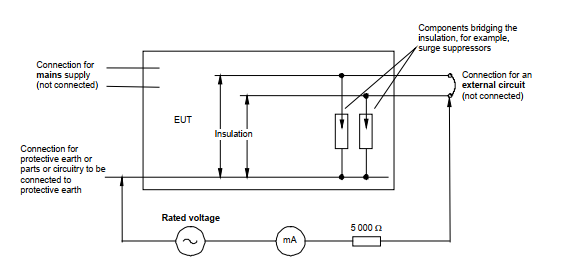 Components bridging the
insulation, for example,
surge suppressors
Connection for
mains supply
(not connected)
Connection for an
external circuit
(not connected)
EUT
Insulation
Connection for
protective earth or
parts or circuitry to be
connected to
protective earth
Rated voltage
mA
5 000 Ω